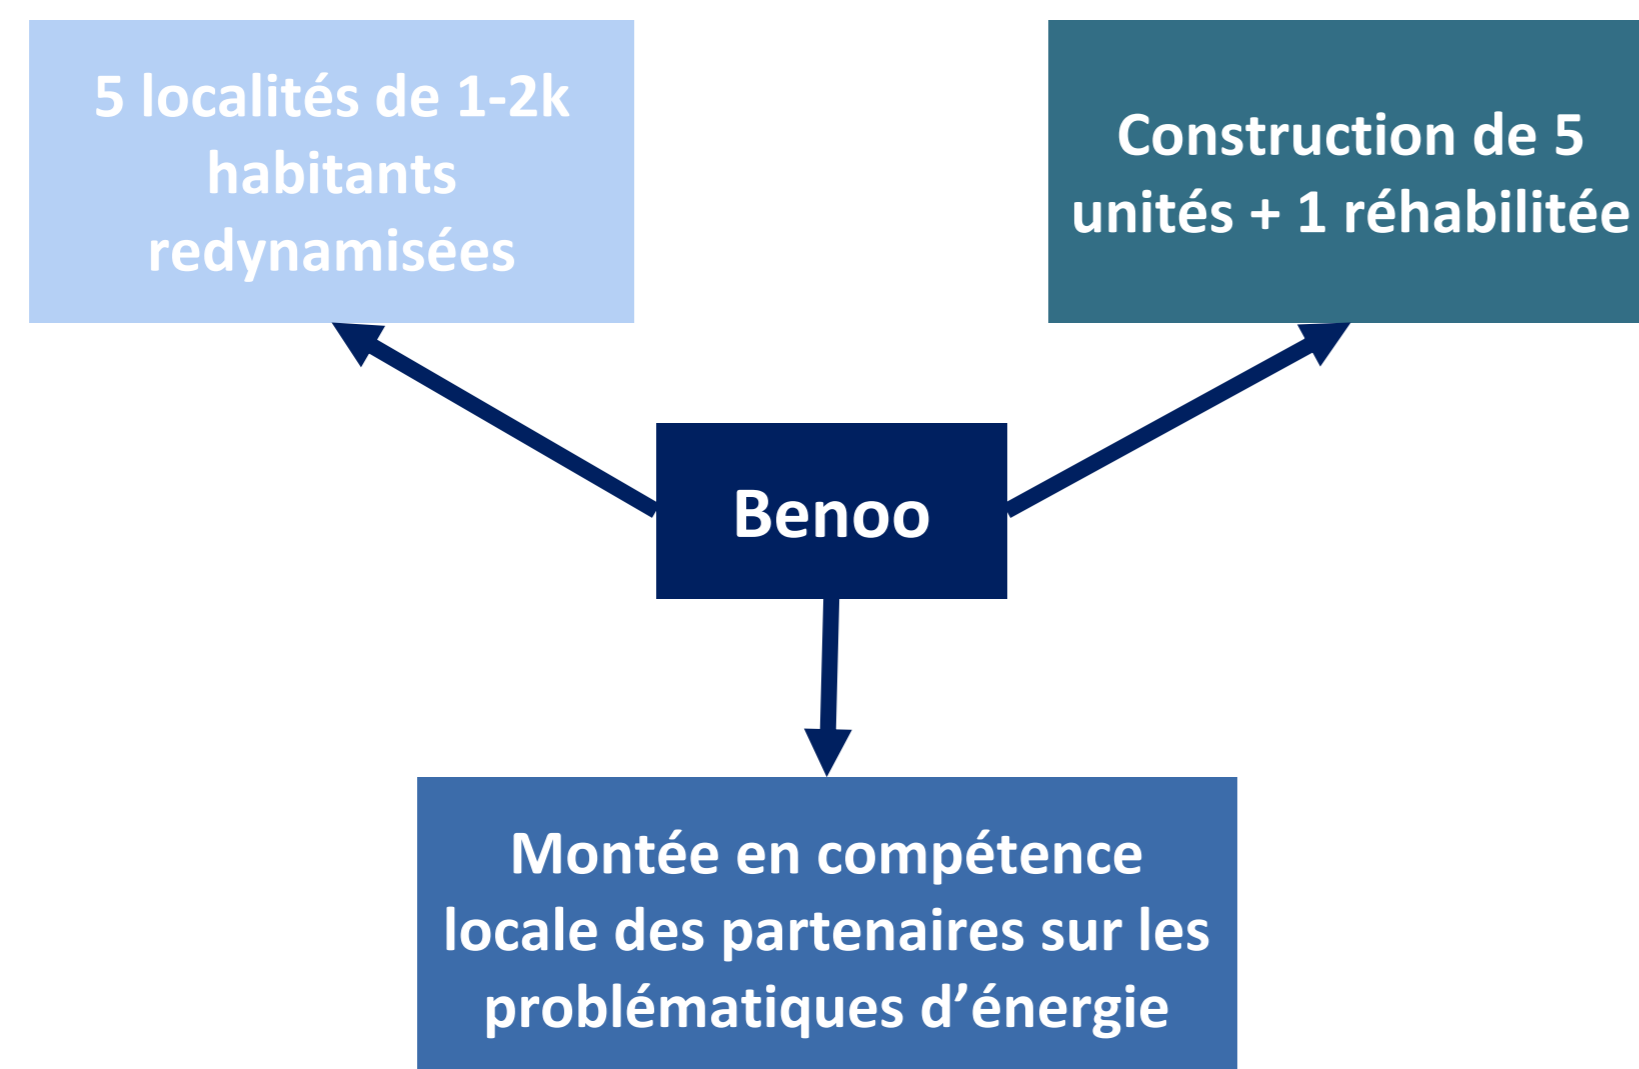 5 localités de 1-2k
habitants
redynamisées
Construction de 5
unités + 1 réhabilitée
Benoo
Montée en compétence
locale des partenaires sur les
problématiques d’énergie